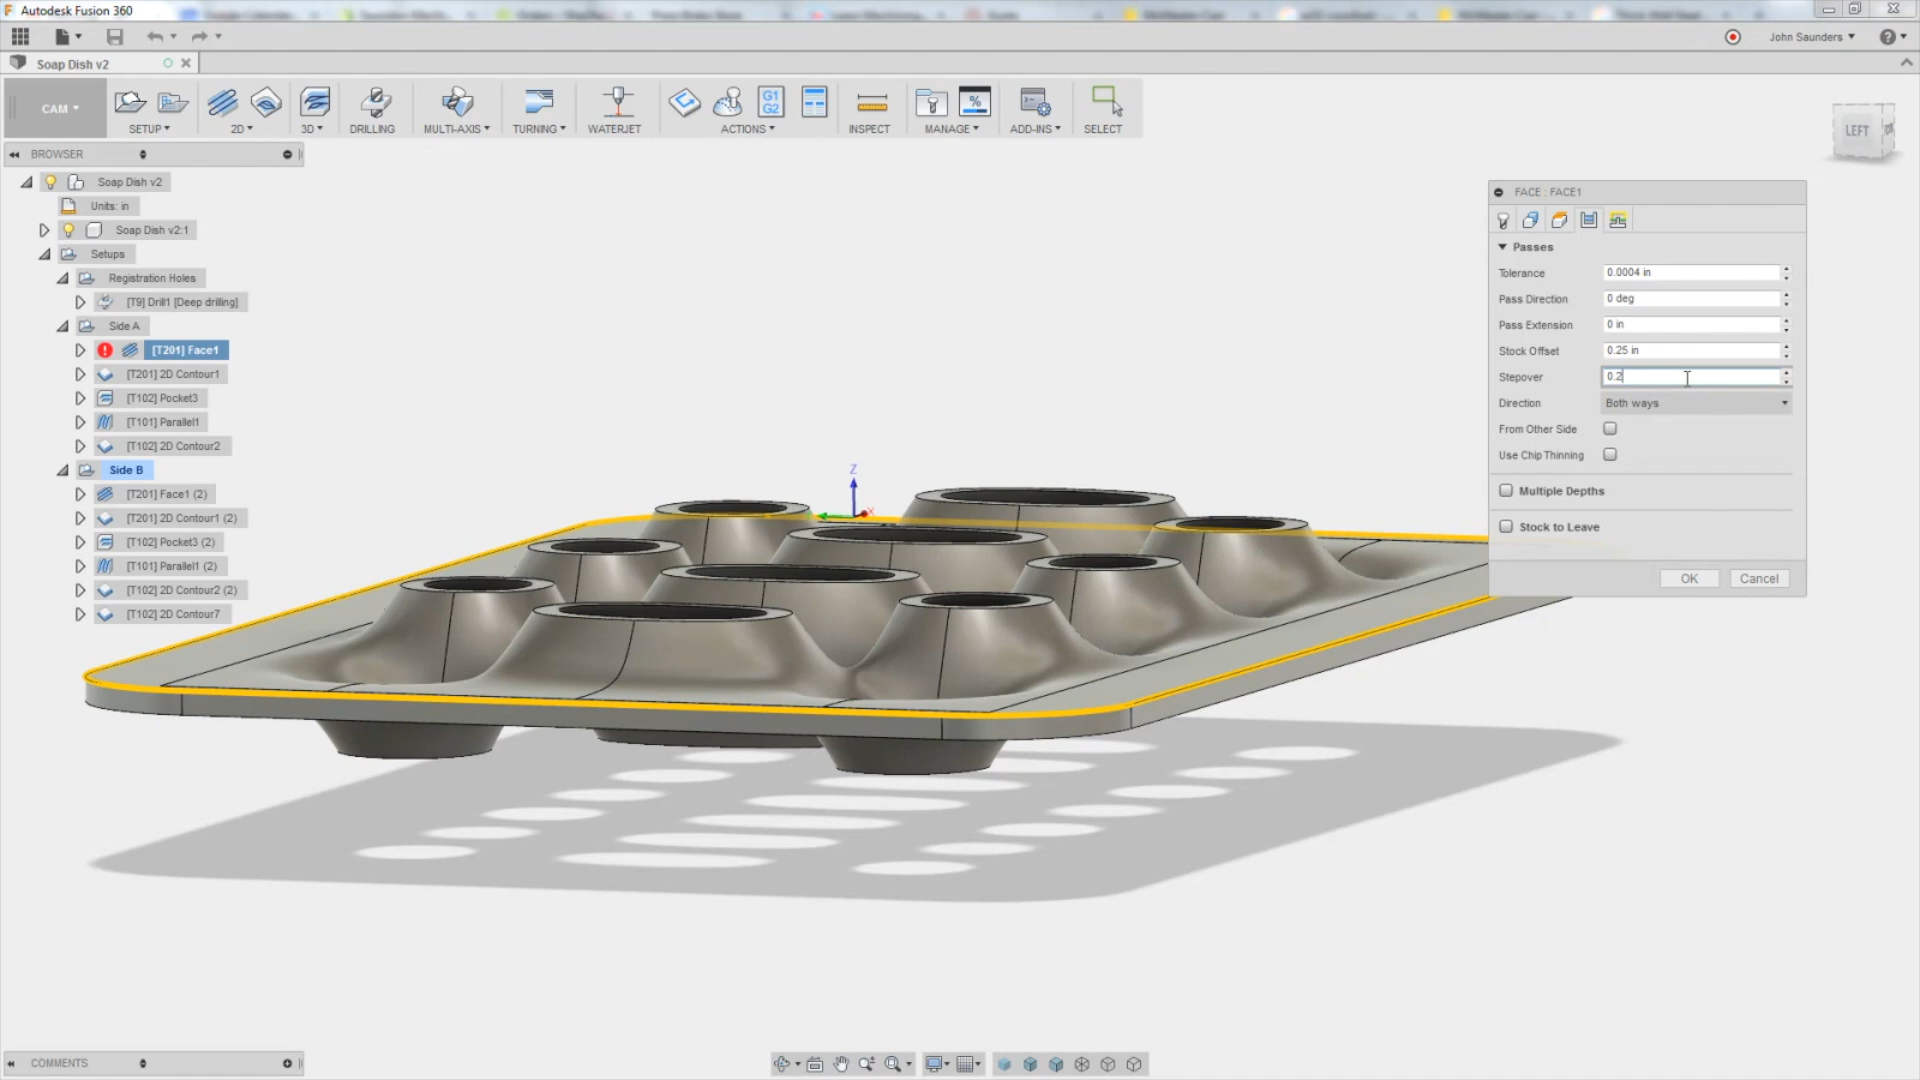 Autodesk Fusion 360
John Saunders
Soap Dish v2
CAM
G1
G2
%
SETUP
2D
3D
DRILLING
MULTI-AXIS
TURNING
WATERJET
ACTIONS
INSPECT
MANAGE
ADD-INS
SELECT
LEFT
BROWSER
Soap Dish v2
Units: in
Soap Dish v2:1
Setups
Registration Holes
[T9] Drill1 [Deep drilling]
Side A
[T201] Face1
[T201] 2D Contour1
[T102] Pocket3
[T101] Parallel1
[T102] 2D Contour2
Side B
[T201] Face1 (2)
[T201] 2D Contour1 (2)
[T102] Pocket3 (2)
[T101] Parallel1 (2)
[T102] 2D Contour2 (2)
[T102] 2D Contour7
Z
X
FACE : FACE1
Passes
Tolerance 0.0004 in
Pass Direction 0 deg
Pass Extension 0 in
Stock Offset 0.25 in
Stepover 0.2
Direction Both ways
From Other Side
Use Chip Thinning
Multiple Depths
Stock to Leave
OK Cancel
COMMENTS